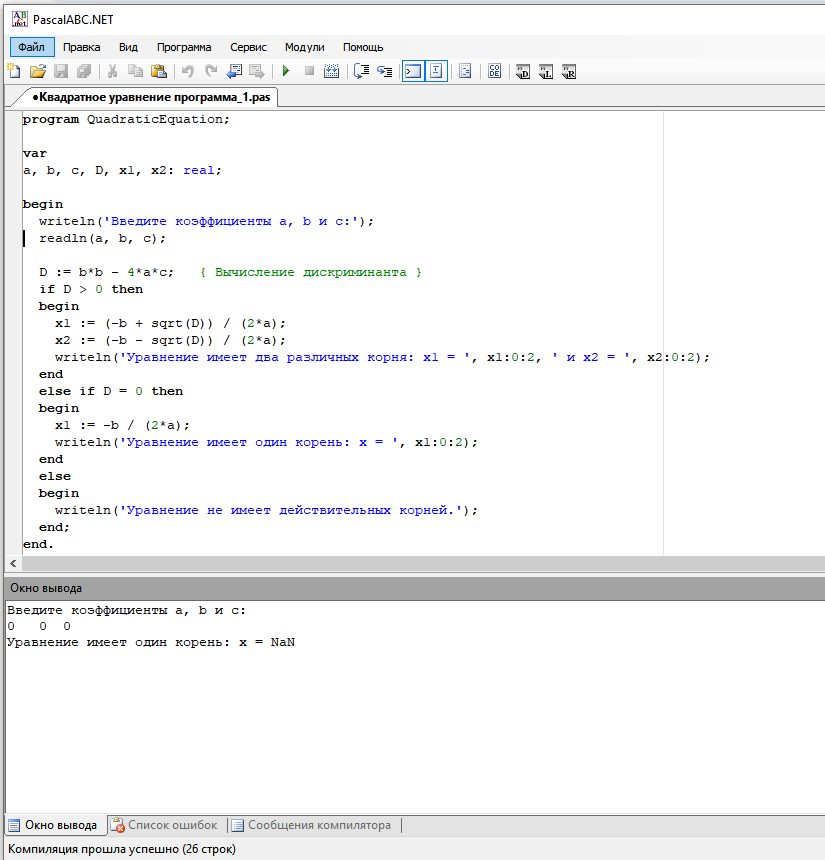 PascalABC.NET
Файл Правка Вид Программа Сервис Модули Помощь
•Квадратное уравнение программа_1.pas
program QuadraticEquation;
var
a, b, c, D, x1, x2: real;
begin
writeln('Введите коэффициенты a, b и c:');
readln(a, b, c);
D := b*b - 4*a*c; { Вычисление дискриминанта }
if D > 0 then
begin
x1 := (-b + sqrt(D)) / (2*a);
x2 := (-b - sqrt(D)) / (2*a);
writeln('Уравнение имеет два различных корня: x1 = ', x1:0:2, ' и x2 = ', x2:0:2);
end
else if D = 0 then
begin
x1 := -b / (2*a);
writeln('Уравнение имеет один корень: x = ', x1:0:2);
end
else
begin
writeln('Уравнение не имеет действительных корней.');
end;
end.
Окно вывода
Введите коэффициенты a, b и c:
0 0 0
Уравнение имеет один корень: x = NaN
Окно вывода Список ошибок Сообщения компилятора
Компиляция прошла успешно (26 строк)